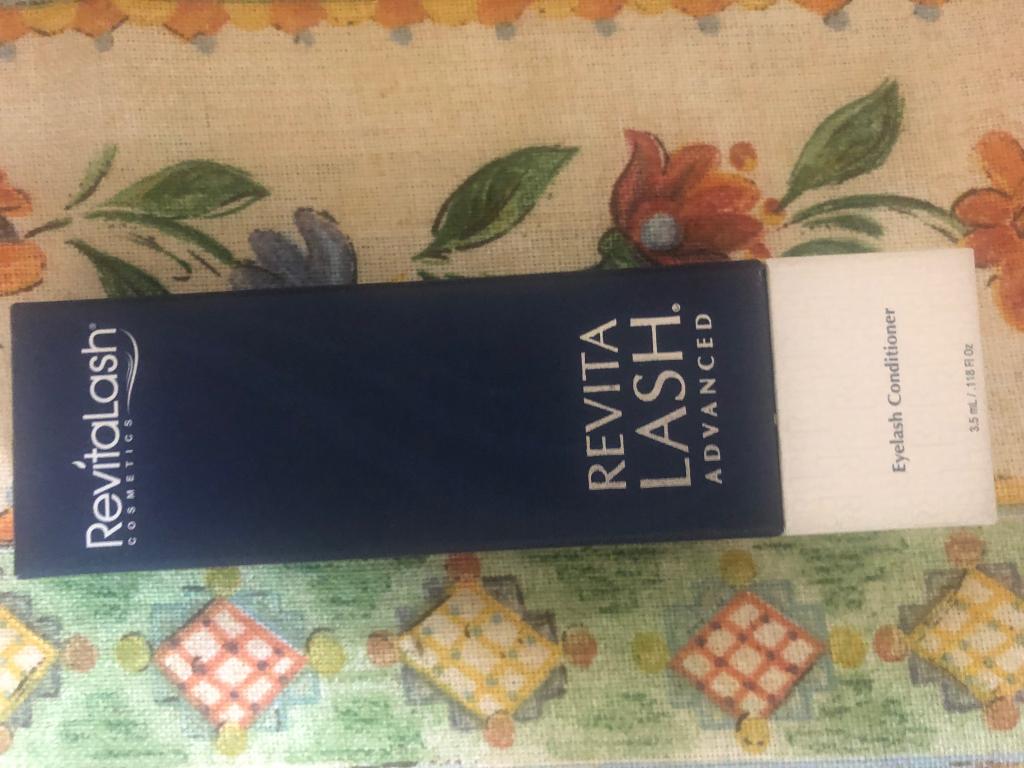 RevitaLash®
COSMETICS
REVITA
LASH®
ADVANCED
Eyelash Conditioner
3.5 mL / .118 Fl Oz